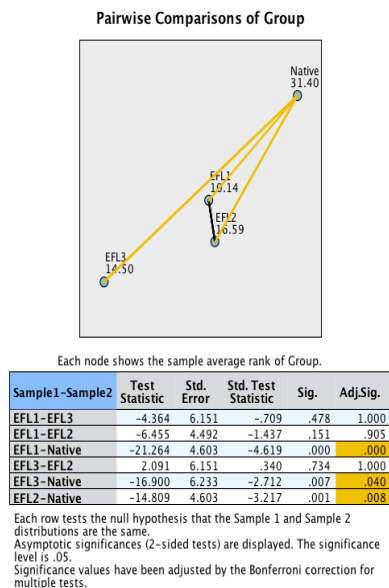 Pairwise Comparisons of Group
Native
31.40
EFL1
10.14
EFL2
16.59
EFL3
14.50
Each node shows the sample average rank of Group.
Sample1-Sample2 Test Statistic Std. Error Std. Test Statistic Sig. Adj.Sig.
EFL1-EFL3 -4.364 6.151 -.709 .478 1.000
EFL1-EFL2 -6.455 4.492 -1.437 .151 .905
EFL1-Native -21.264 4.603 -4.619 .000 .000
EFL3-EFL2 2.091 6.151 .340 .734 1.000
EFL3-Native -16.900 6.233 -2.712 .007 .040
EFL2-Native -14.809 4.603 -3.217 .001 .008
Each row tests the null hypothesis that the Sample 1 and Sample 2
distributions are the same.
Asymptotic significances (2-sided tests) are displayed. The significance
level is .05.
Significance values have been adjusted by the Bonferroni correction for
multiple tests.